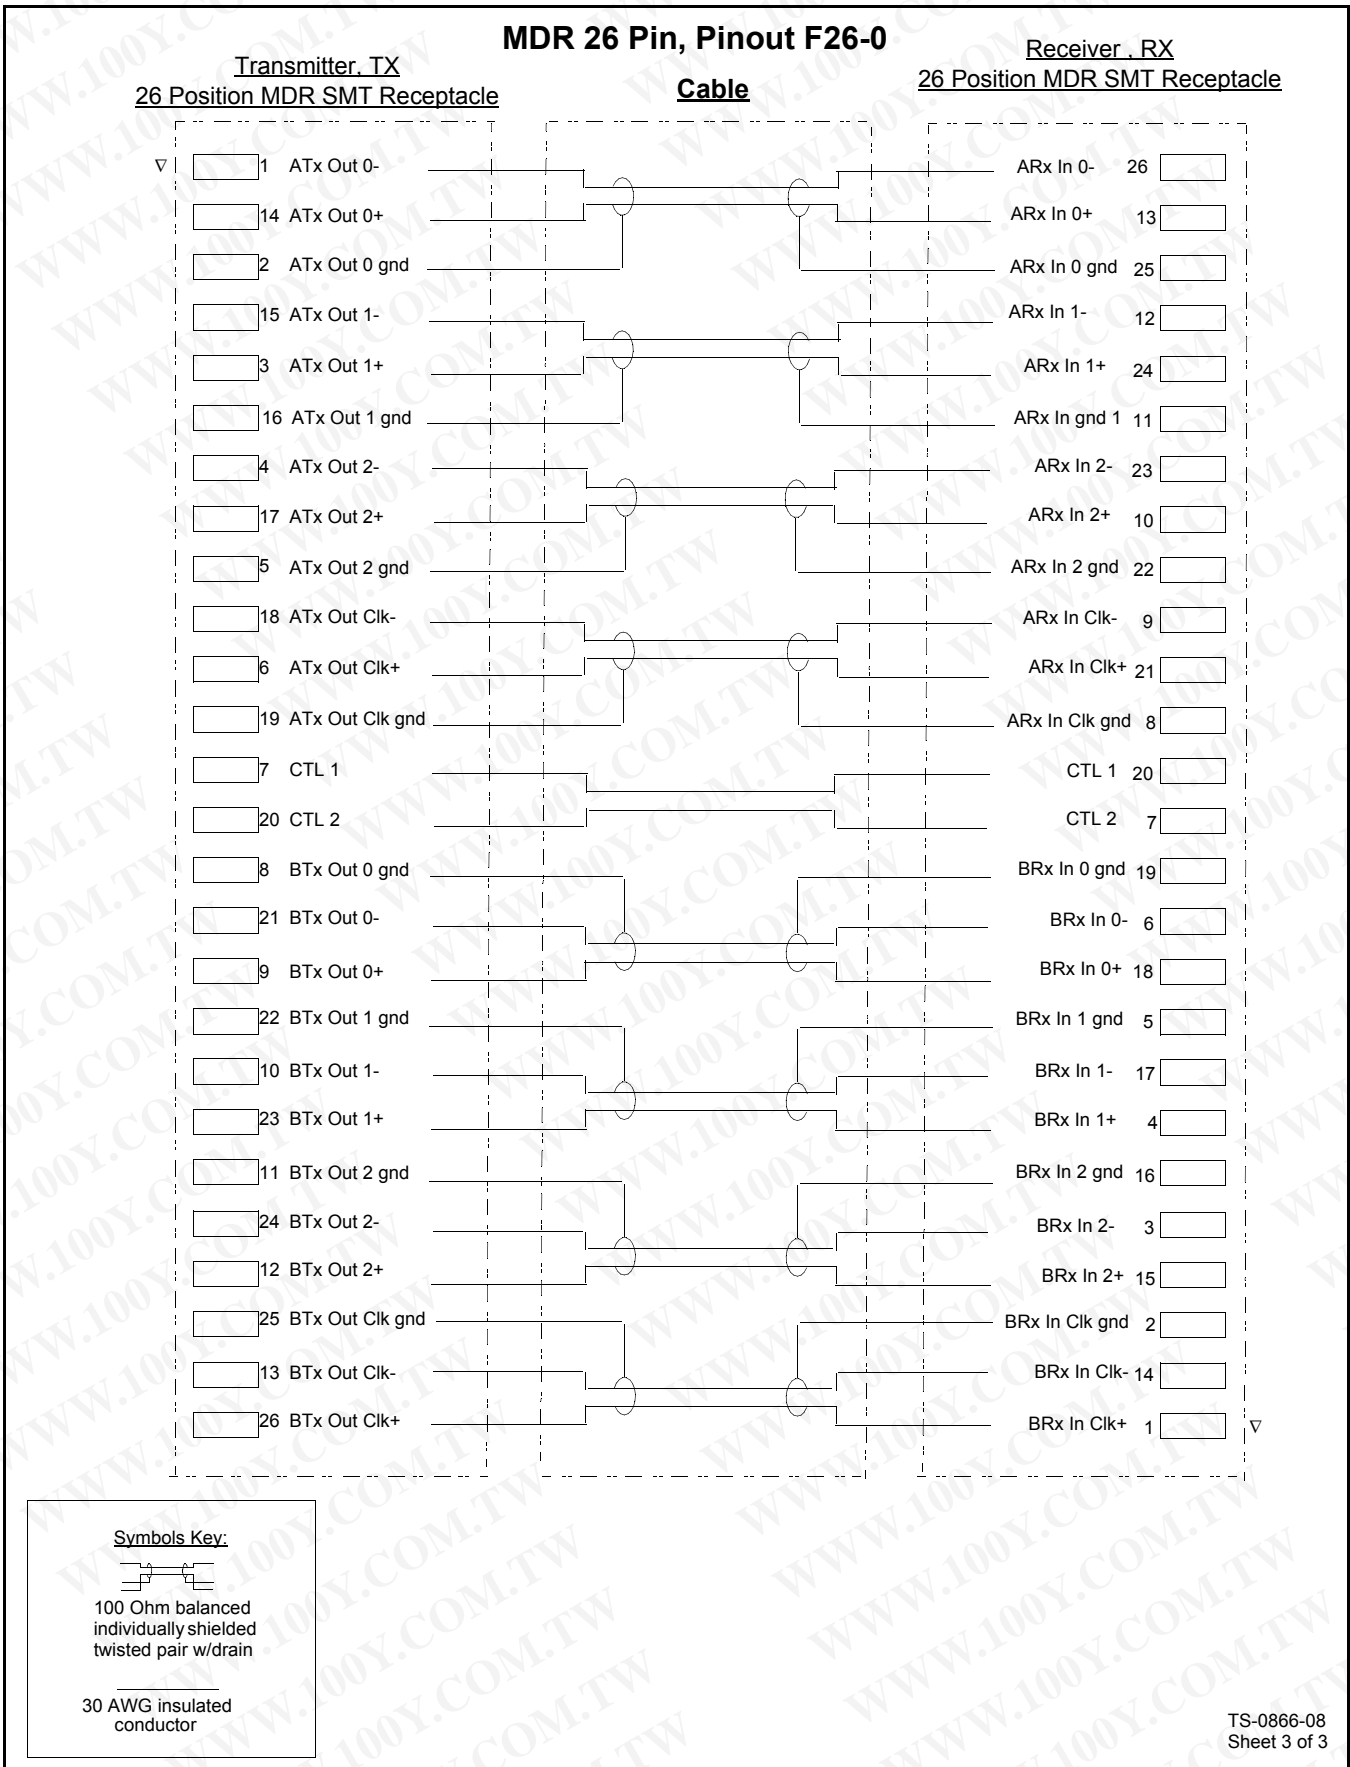 MDR 26 Pin, Pinout F26-0
Transmitter, TX
26 Position MDR SMT Receptacle
Cable
Receiver , RX
26 Position MDR SMT Receptacle
∇ 1 ATx Out 0- ARx In 0- 26
14 ATx Out 0+ ARx In 0+ 13
2 ATx Out 0 gnd ARx In 0 gnd 25
15 ATx Out 1- ARx In 1- 12
3 ATx Out 1+ ARx In 1+ 24
16 ATx Out 1 gnd ARx In gnd 1 11
4 ATx Out 2- ARx In 2- 23
17 ATx Out 2+ ARx In 2+ 10
5 ATx Out 2 gnd ARx In 2 gnd 22
18 ATx Out Clk- ARx In Clk- 9
6 ATx Out Clk+ ARx In Clk+ 21
19 ATx Out Clk gnd ARx In Clk gnd 8
7 CTL 1 CTL 1 20
20 CTL 2 CTL 2 7
8 BTx Out 0 gnd BRx In 0 gnd 19
21 BTx Out 0- BRx In 0- 6
9 BTx Out 0+ BRx In 0+ 18
22 BTx Out 1 gnd BRx In 1 gnd 5
10 BTx Out 1- BRx In 1- 17
23 BTx Out 1+ BRx In 1+ 4
11 BTx Out 2 gnd BRx In 2 gnd 16
24 BTx Out 2- BRx In 2- 3
12 BTx Out 2+ BRx In 2+ 15
25 BTx Out Clk gnd BRx In Clk gnd 2
13 BTx Out Clk- BRx In Clk- 14
26 BTx Out Clk+ BRx In Clk+ 1 ∇
Symbols Key:
100 Ohm balanced
individually shielded
twisted pair w/drain
30 AWG insulated
conductor
TS-0866-08
Sheet 3 of 3
WWW.100Y.COM.TW